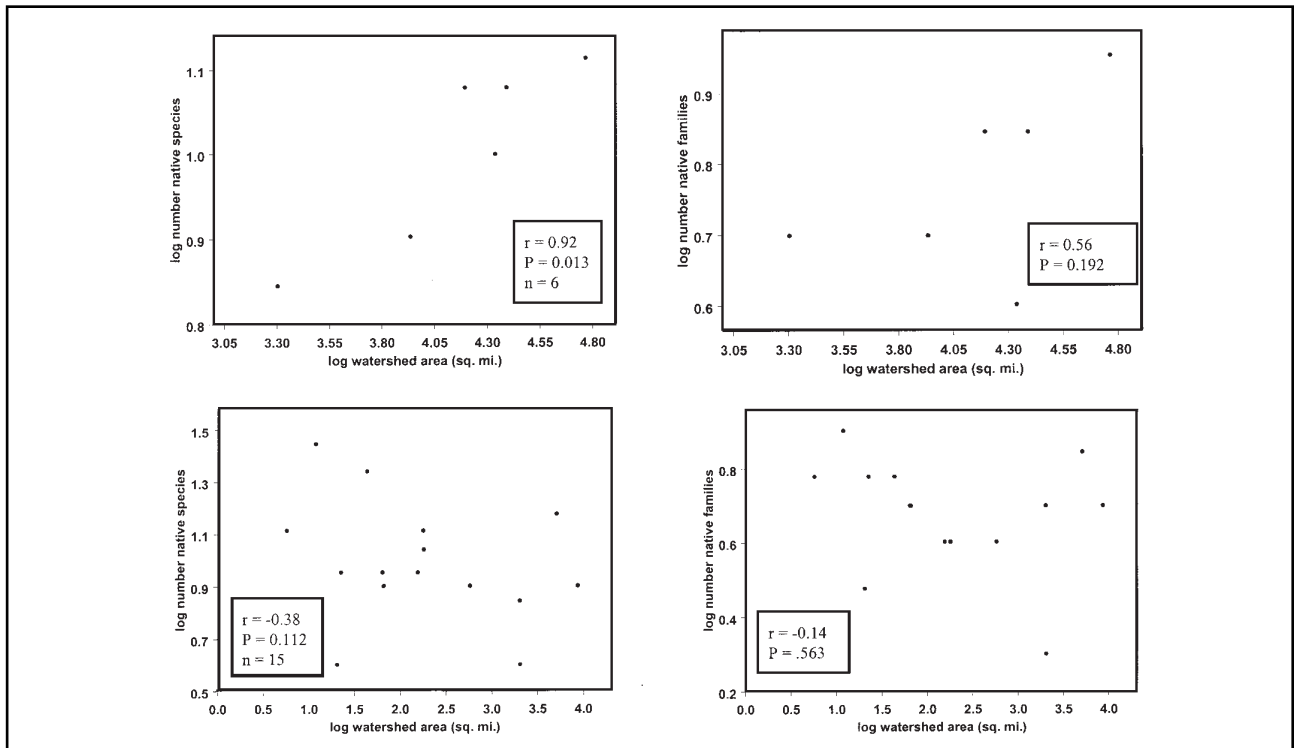 log number native species
1.1
1.0
0.9
0.8
r = 0.92
P = 0.013
n = 6
3.05 3.30 3.55 3.80 4.05 4.30 4.55 4.80
log watershed area (sq. mi.)
log number native families
0.9
0.8
0.7
0.6
r = 0.56
P = 0.192
3.05 3.30 3.55 3.80 4.05 4.30 4.55 4.80
log watershed area (sq. mi.)
log number native species
1.5
1.3
1.1
0.9
0.7
0.5
r = -0.38
P = 0.112
n = 15
0.0 0.5 1.0 1.5 2.0 2.5 3.0 3.5 4.0
log watershed area (sq. mi.)
log number native families
0.8
0.6
0.4
0.2
r = -0.14
P = .563
0.0 0.5 1.0 1.5 2.0 2.5 3.0 3.5 4.0
log watershed area (sq. mi.)